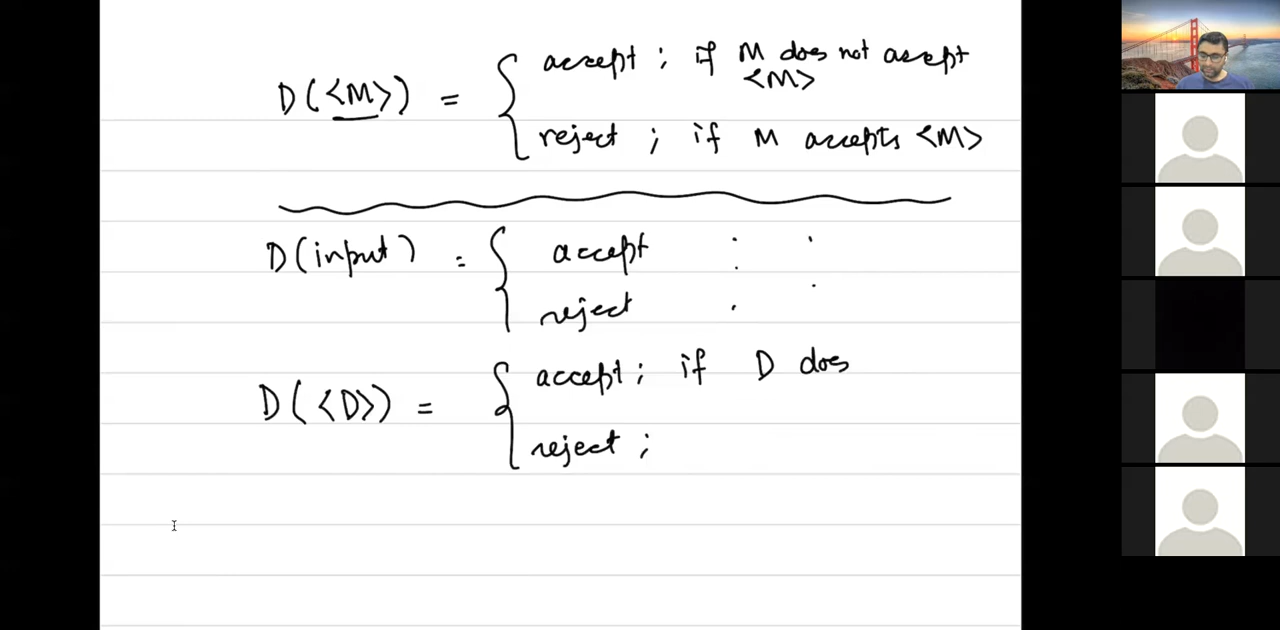 accept ; if M does not accept
D(<M>) = { <M>
reject ; if M accepts <M>
D(input) = { accept :
reject :
D(<D>) = { accept ; if D does
reject ;